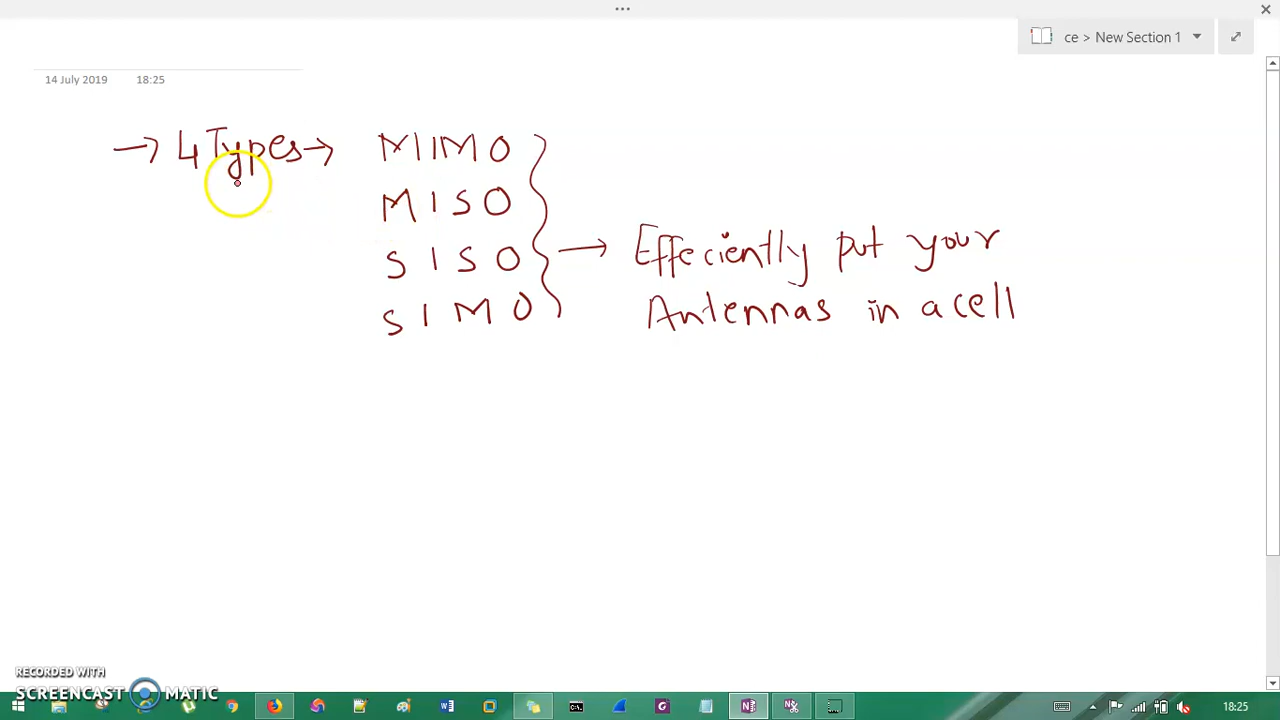 ...
ce > New Section 1
14 July 2019 18:25
→ 4 Types → MIMO
MISO
SISO
SIMO
→ Effeciently put your
Antennas in a cell
RECORDED WITH
SCREENCAST MATIC
18:25